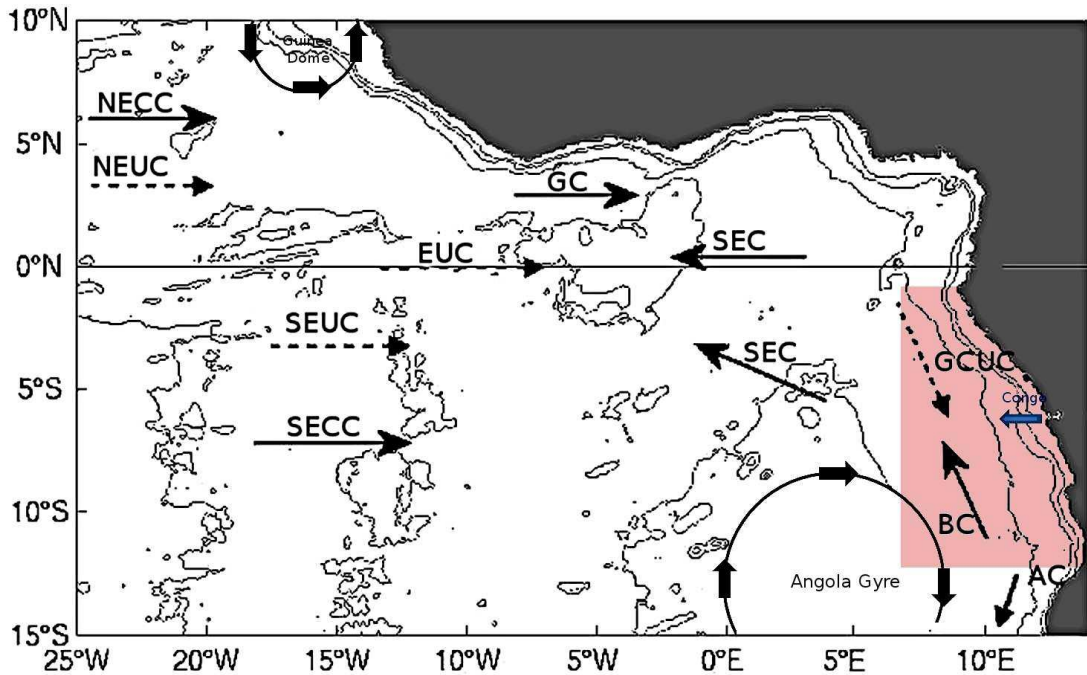 10°N
Guinea
Dome
NECC
5°N
NEUC
GC
SEC
EUC
0°N
SEUC
SEC
GCUC
5°S
Congo
SECC
10°S
BC
Angola Gyre
AC
15°S
25°W 20°W 15°W 10°W 5°W 0°E 5°E 10°E